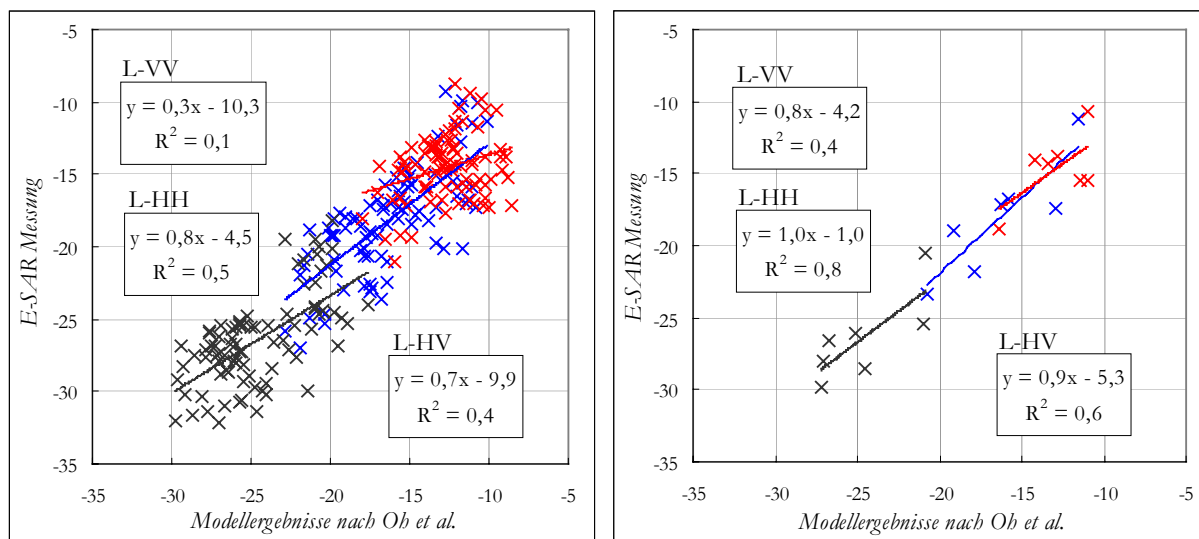 -5
-10
-15
-20
-25
-30
-35
E-SAR Messung
L-VV
y = 0,3x - 10,3
R² = 0,1
L-HH
y = 0,8x - 4,5
R² = 0,5
L-HV
y = 0,7x - 9,9
R² = 0,4
-35 -30 -25 -20 -15 -10 -5
Modellergebnisse nach Oh et al.
-5
-10
-15
-20
-25
-30
-35
E-SAR Messung
L-VV
y = 0,8x - 4,2
R² = 0,4
L-HH
y = 1,0x - 1,0
R² = 0,8
L-HV
y = 0,9x - 5,3
R² = 0,6
-35 -30 -25 -20 -15 -10 -5
Modellergebnisse nach Oh et al.